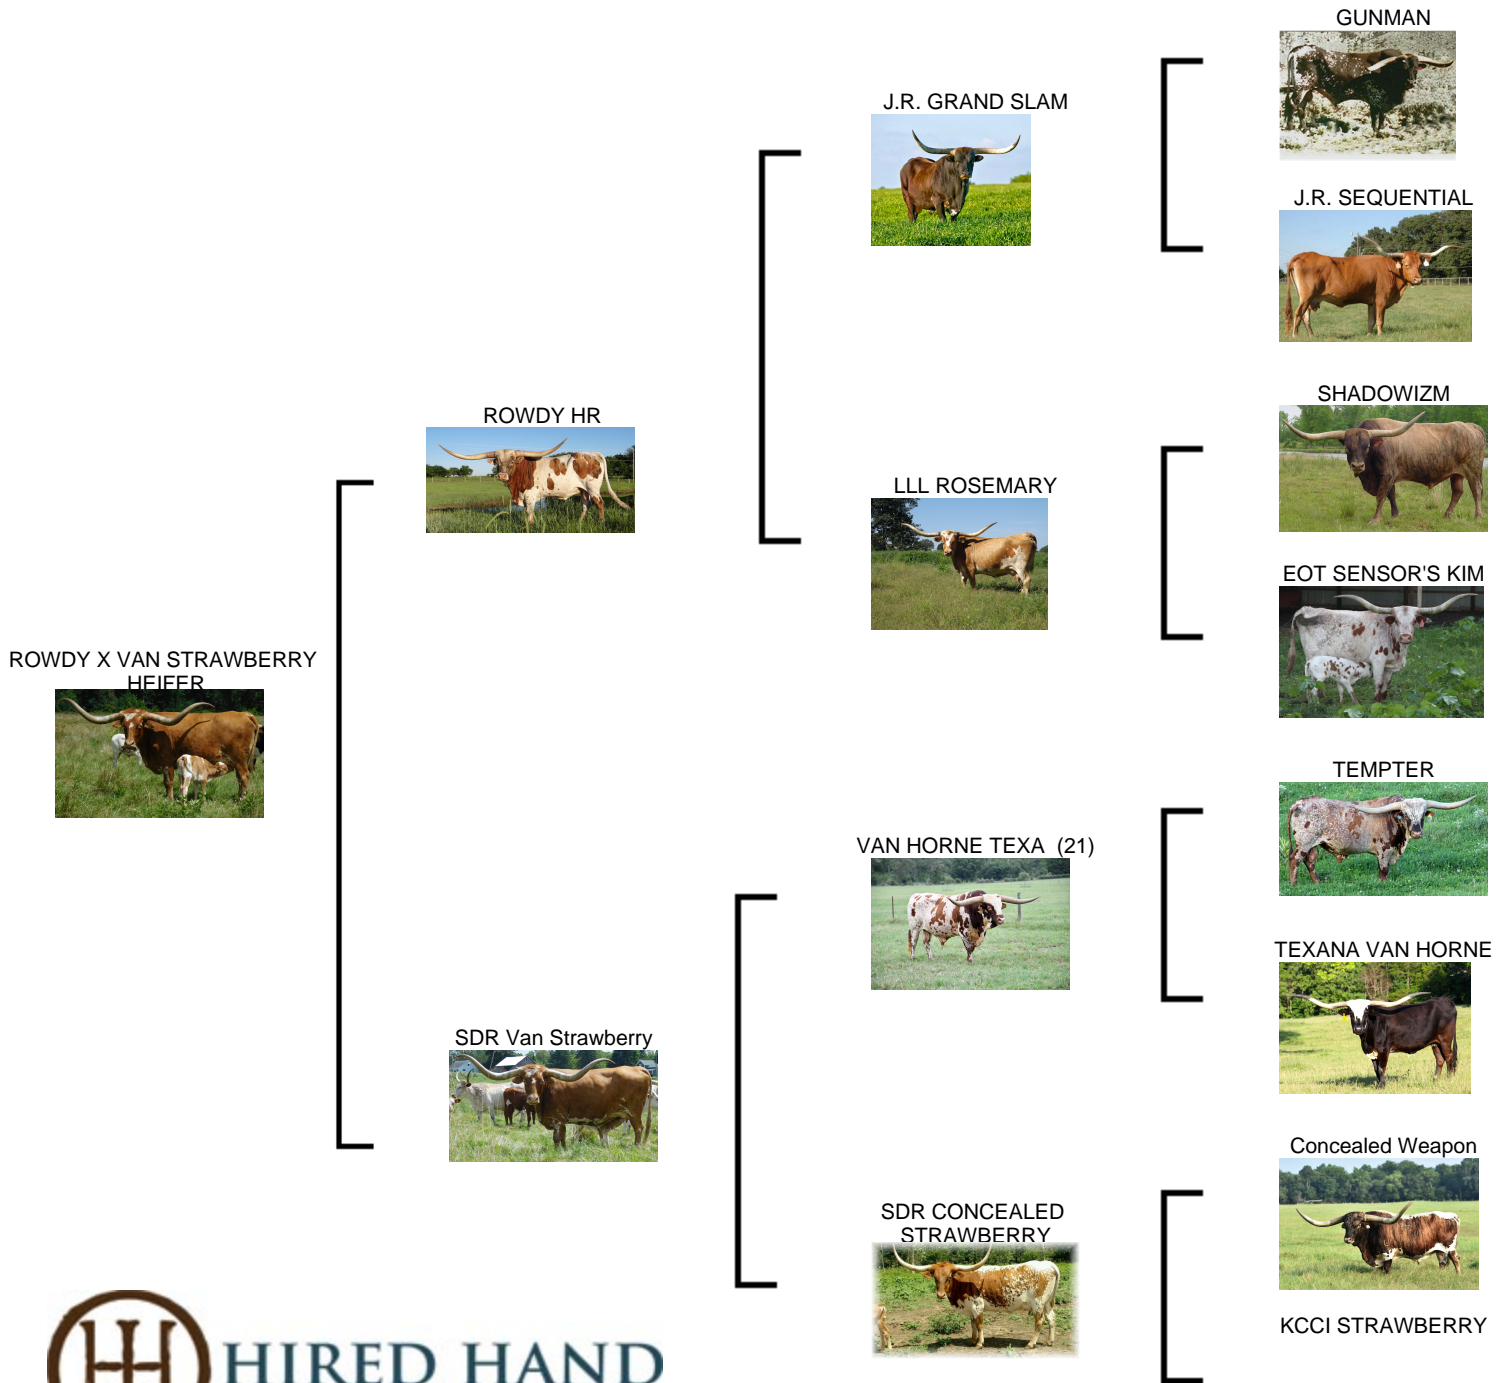 GUNMAN
J.R. GRAND SLAM
J.R. SEQUENTIAL
SHADOWIZM
ROWDY HR
LLL ROSEMARY
EOT SENSOR'S KIM
ROWDY X VAN STRAWBERRY
HEIFER
TEMPTER
VAN HORNE TEXA (21)
TEXANA VAN HORNE
SDR Van Strawberry
Concealed Weapon
SDR CONCEALED
STRAWBERRY
KCCI STRAWBERRY
HIRED HAND